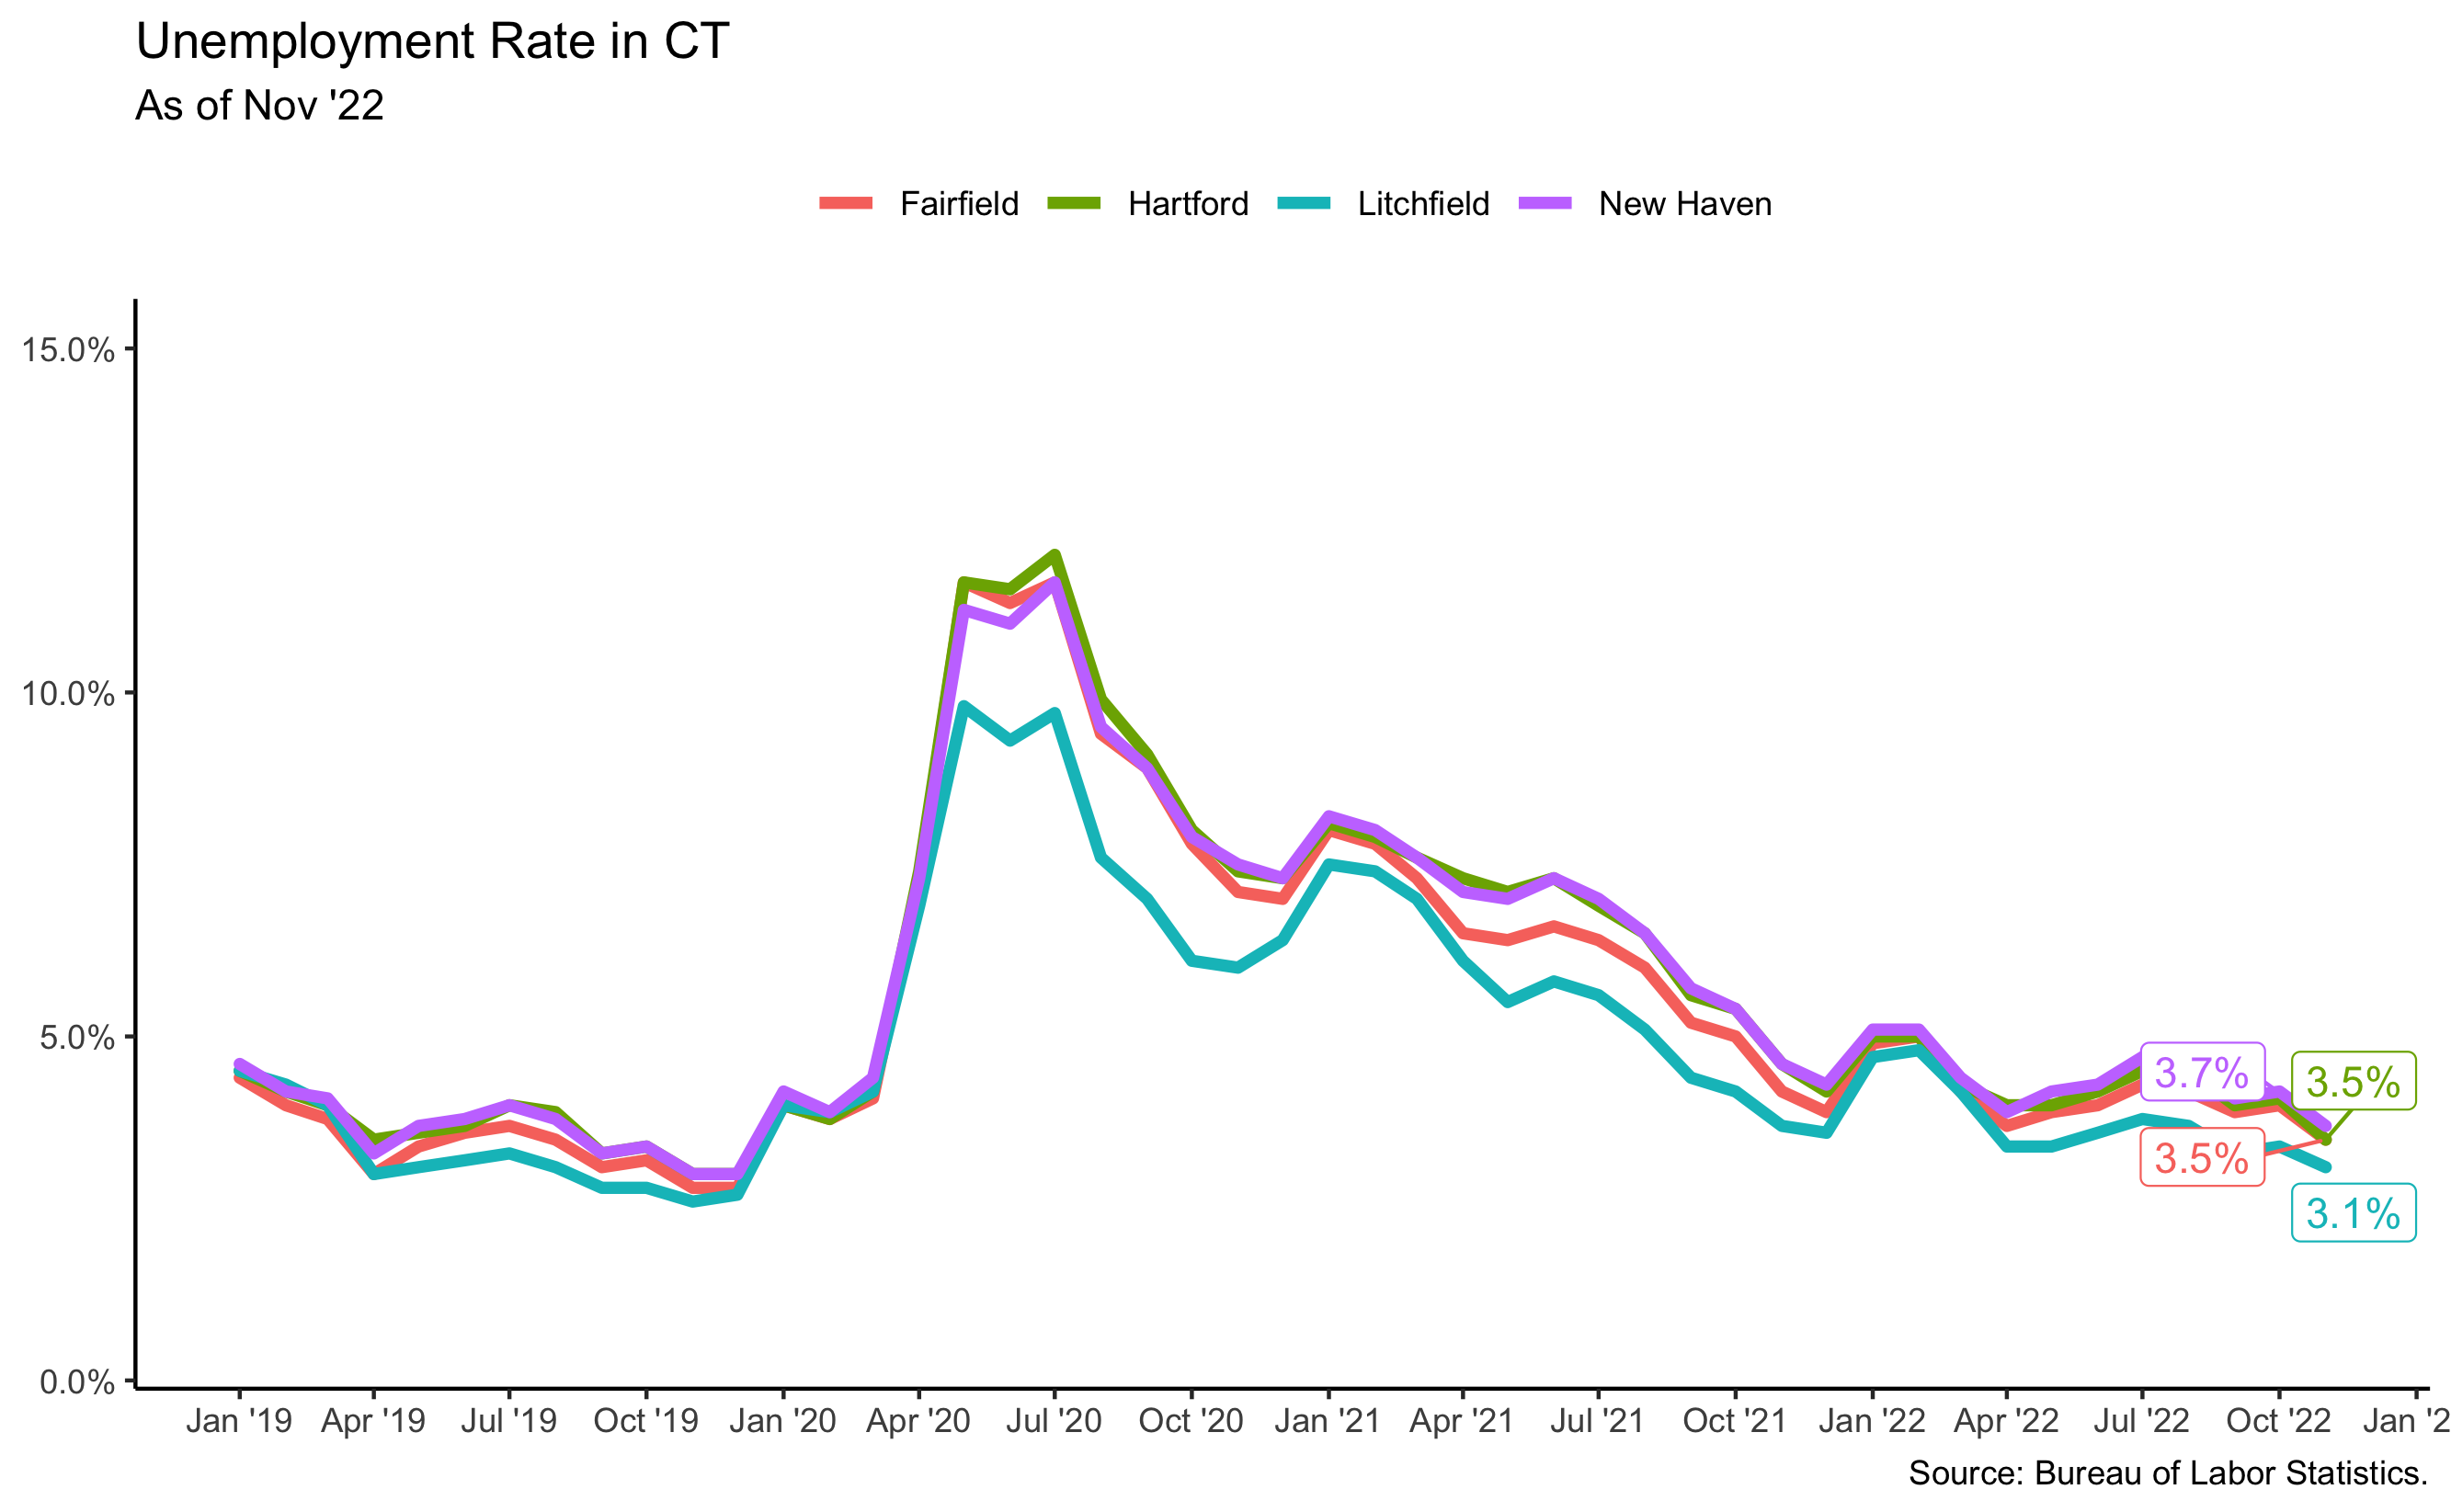 Unemployment Rate in CT
As of Nov '22
Fairfield Hartford Litchfield New Haven
15.0%
10.0%
5.0%
0.0%
3.7%
3.5%
3.5%
3.1%
Jan '19 Apr '19 Jul '19 Oct '19 Jan '20 Apr '20 Jul '20 Oct '20 Jan '21 Apr '21 Jul '21 Oct '21 Jan '22 Apr '22 Jul '22 Oct '22 Jan '2
Source: Bureau of Labor Statistics.